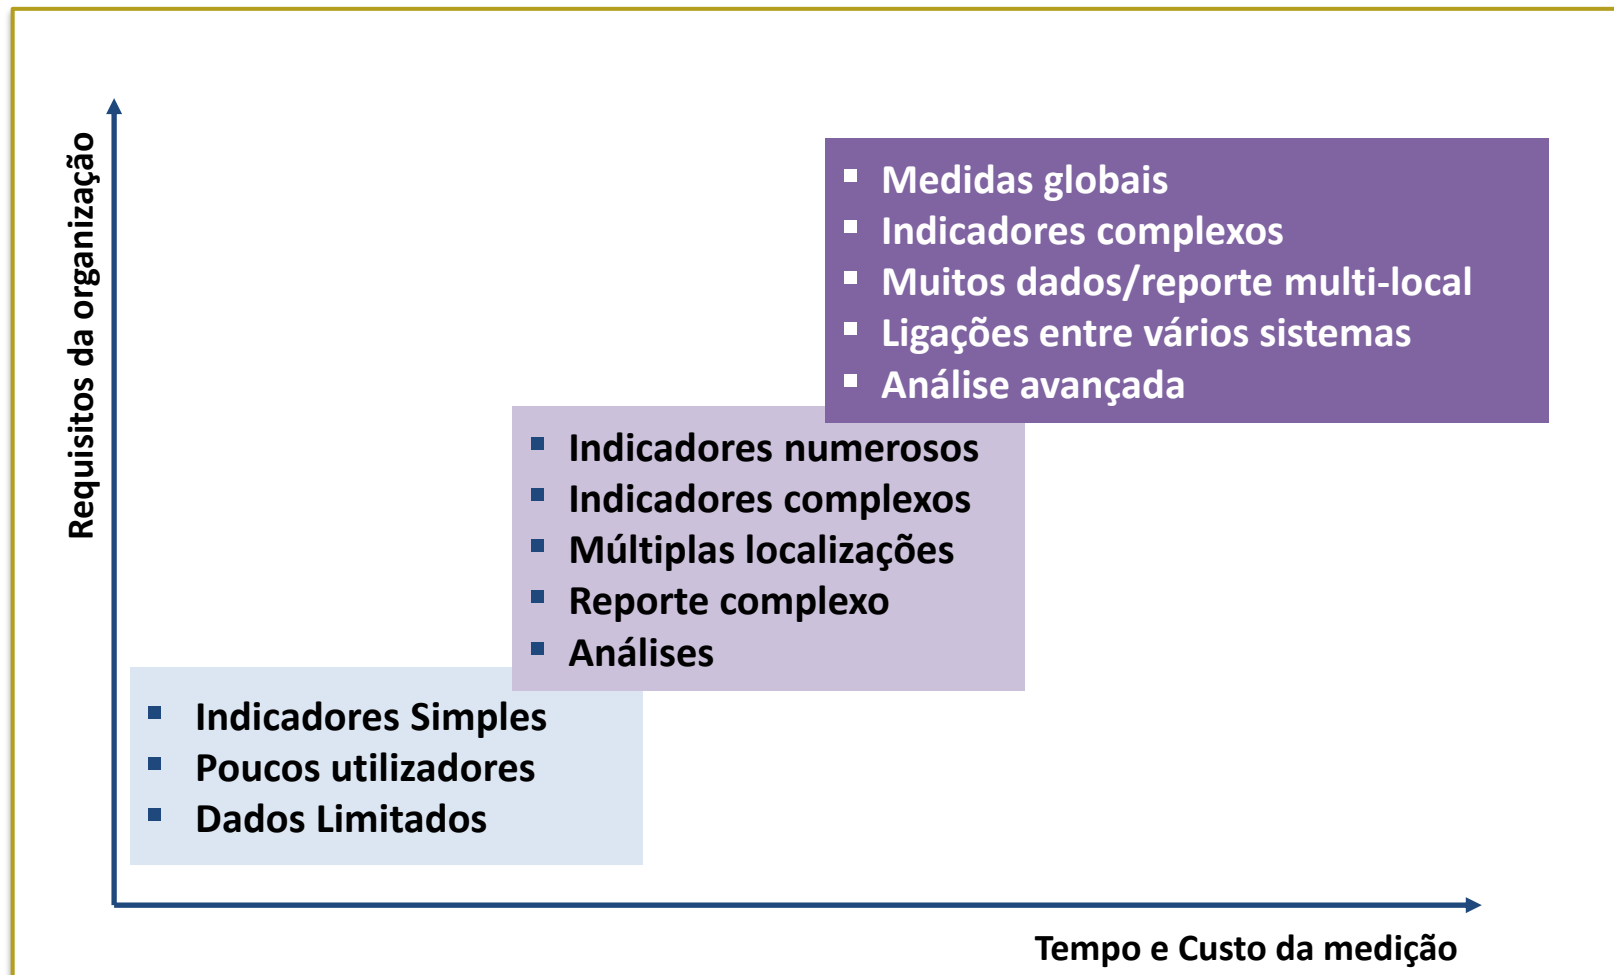 Requisitos da organização
Medidas globais
Indicadores complexos
Muitos dados/reporte multi-local
Ligações entre vários sistemas
Análise avançada
Indicadores numerosos
Indicadores complexos
Múltiplas localizações
Reporte complexo
Análises
Indicadores Simples
Poucos utilizadores
Dados Limitados
Tempo e Custo da medição